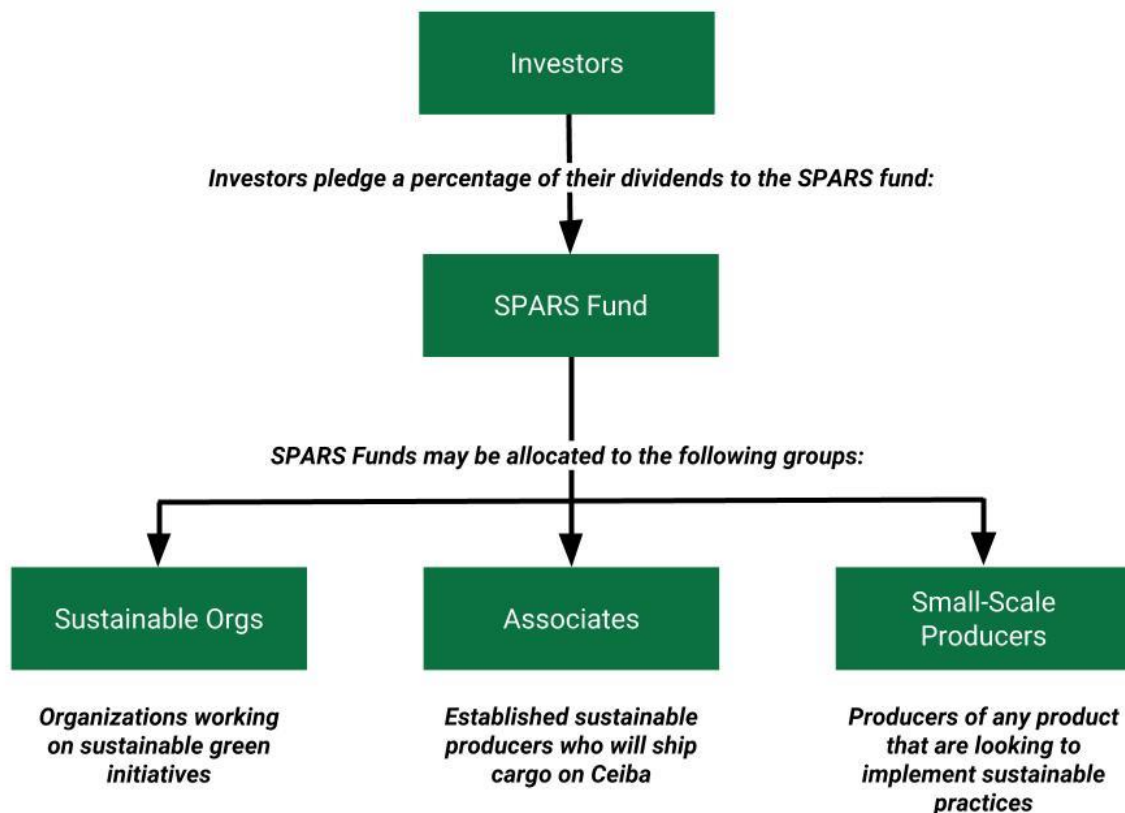 Investors
Investors pledge a percentage of their dividends to the SPARS fund:
SPARS Fund
SPARS Funds may be allocated to the following groups:
Sustainable Orgs
Organizations working
on sustainable green
initiatives
Associates
Established sustainable
producers who will ship
cargo on Ceiba
Small-Scale
Producers
Producers of any product
that are looking to
implement sustainable
practices